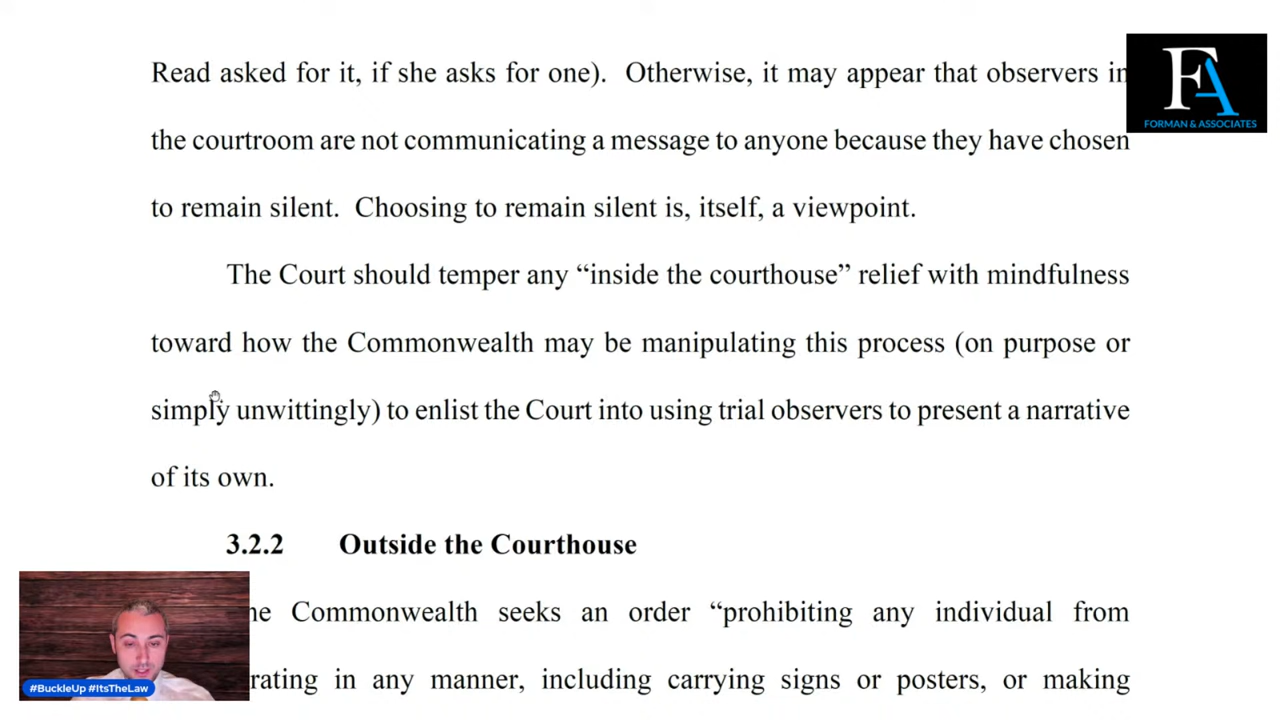 Read asked for it, if she asks for one).  Otherwise, it may appear that observers in
the courtroom are not communicating a message to anyone because they have chosen
to remain silent.  Choosing to remain silent is, itself, a viewpoint.
The Court should temper any “inside the courthouse” relief with mindfulness
toward how the Commonwealth may be manipulating this process (on purpose or
simply unwittingly) to enlist the Court into using trial observers to present a narrative
of its own.
3.2.2 Outside the Courthouse
he Commonwealth seeks an order “prohibiting any individual from
rating in any manner, including carrying signs or posters, or making
FA
FORMAN & ASSOCIATES
#BuckleUp #ItsTheLaw